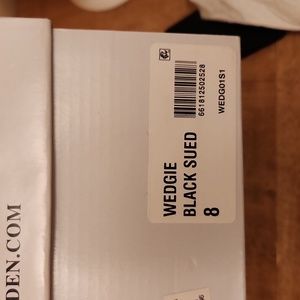 WEDGIE
BLACK SUED
8
661812502528
WEDG01S1
DEN.COM